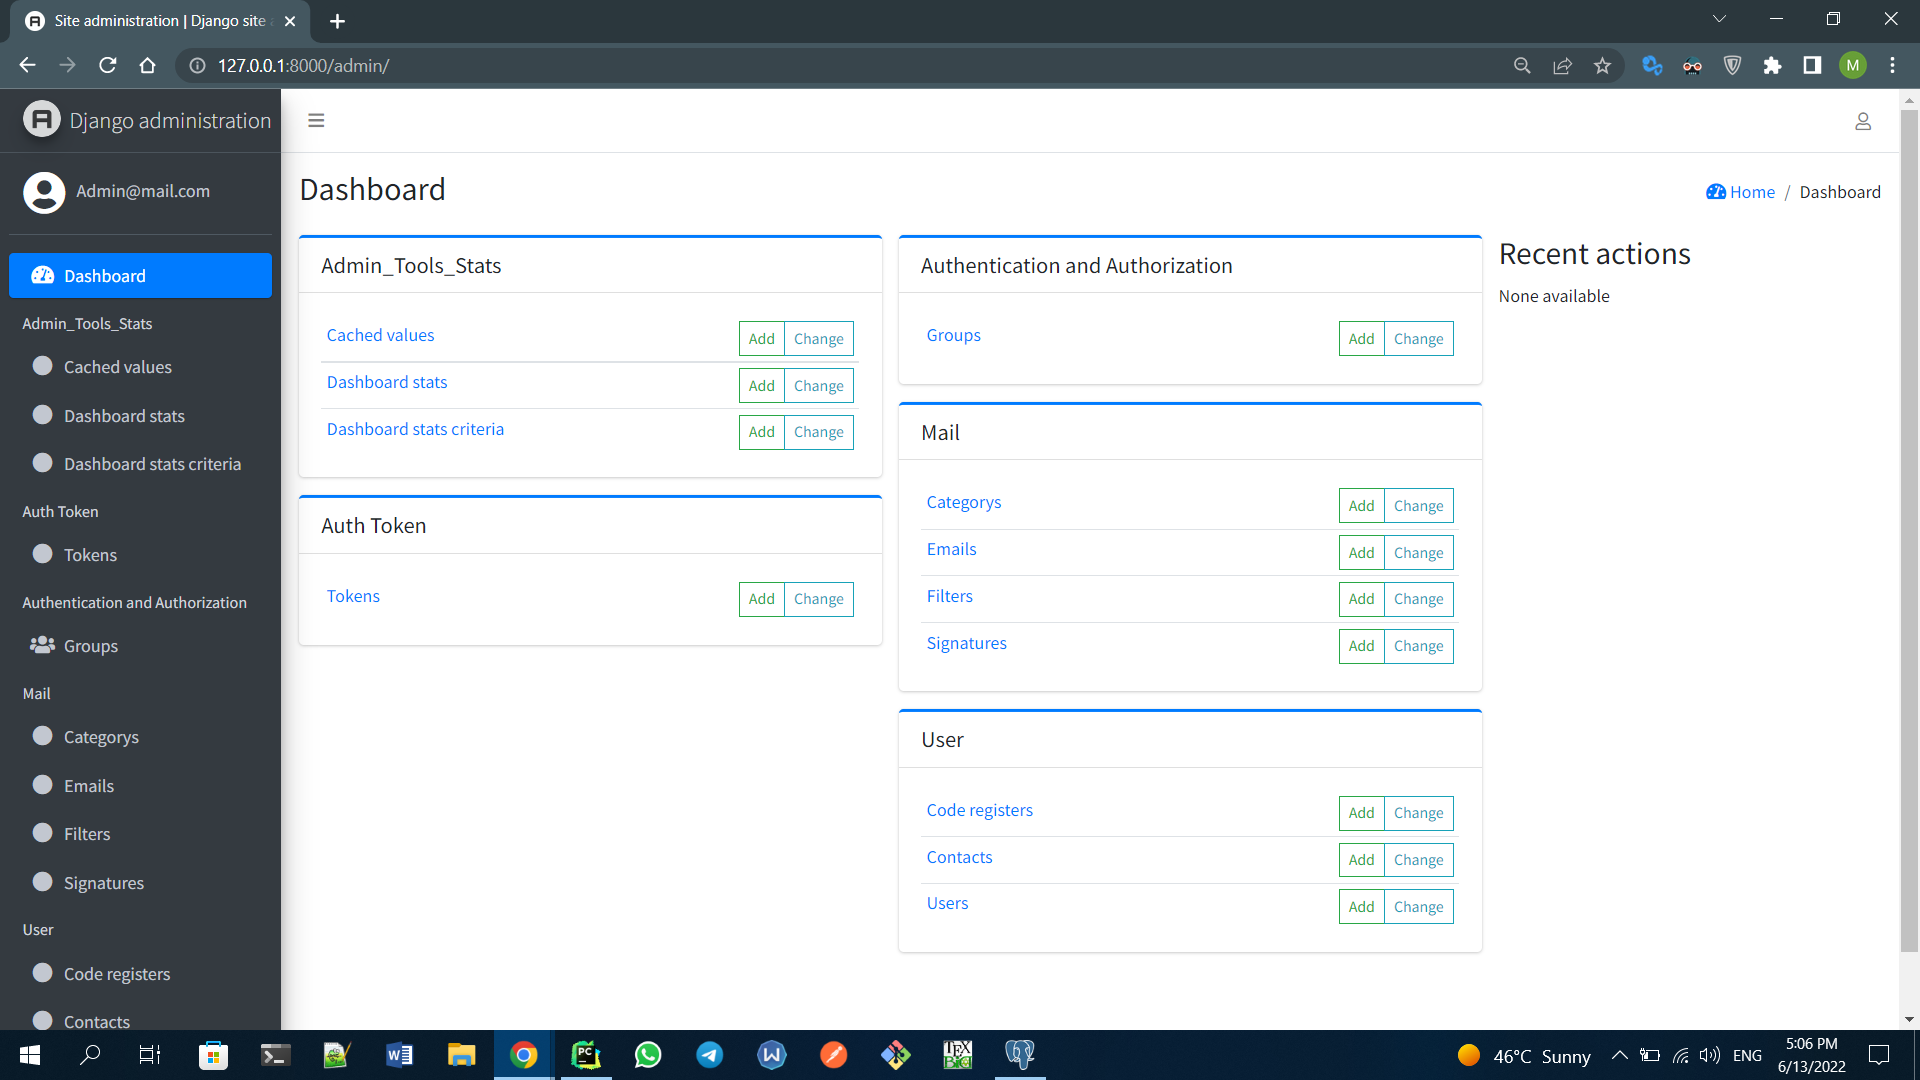 Site administration | Django site
127.0.0.1:8000/admin/
M
Django administration
Admin@mail.com
Dashboard
Admin_Tools_Stats
Cached values
Dashboard stats
Dashboard stats criteria
Auth Token
Tokens
Authentication and Authorization
Groups
Mail
Categorys
Emails
Filters
Signatures
User
Code registers
Contacts
Dashboard
Home / Dashboard
Admin_Tools_Stats
Cached values Add Change
Dashboard stats Add Change
Dashboard stats criteria Add Change
Auth Token
Tokens Add Change
Authentication and Authorization
Groups Add Change
Mail
Categorys Add Change
Emails Add Change
Filters Add Change
Signatures Add Change
User
Code registers Add Change
Contacts Add Change
Users Add Change
Recent actions
None available
46°C Sunny
ENG
5:06 PM
6/13/2022